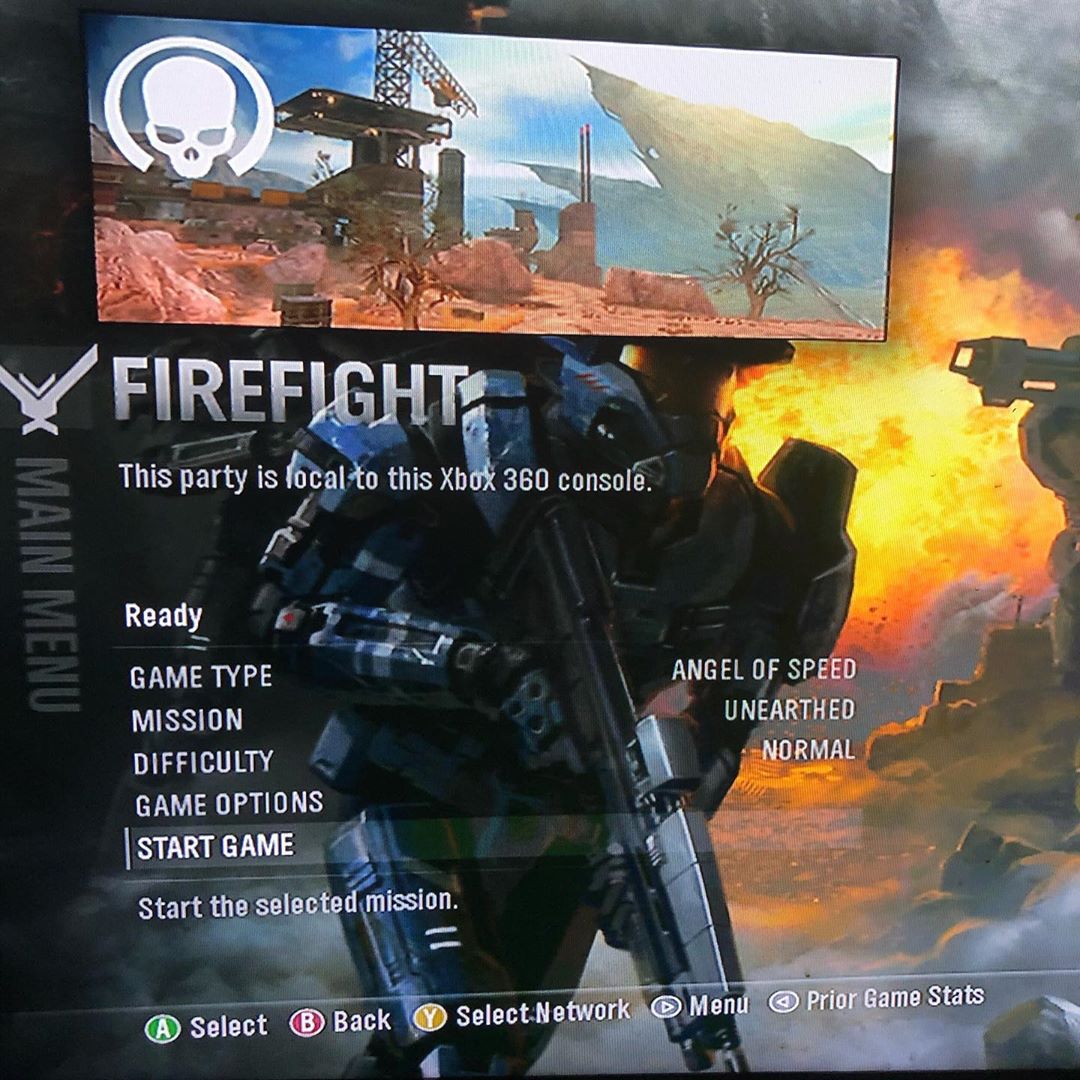 FIREFIGHT
MAIN MENU
This party is local to this Xbox 360 console.
Ready
GAME TYPE ANGEL OF SPEED
MISSION UNEARTHED
DIFFICULTY NORMAL
GAME OPTIONS
START GAME
Start the selected mission.
A Select B Back Y Select Network Menu Prior Game Stats